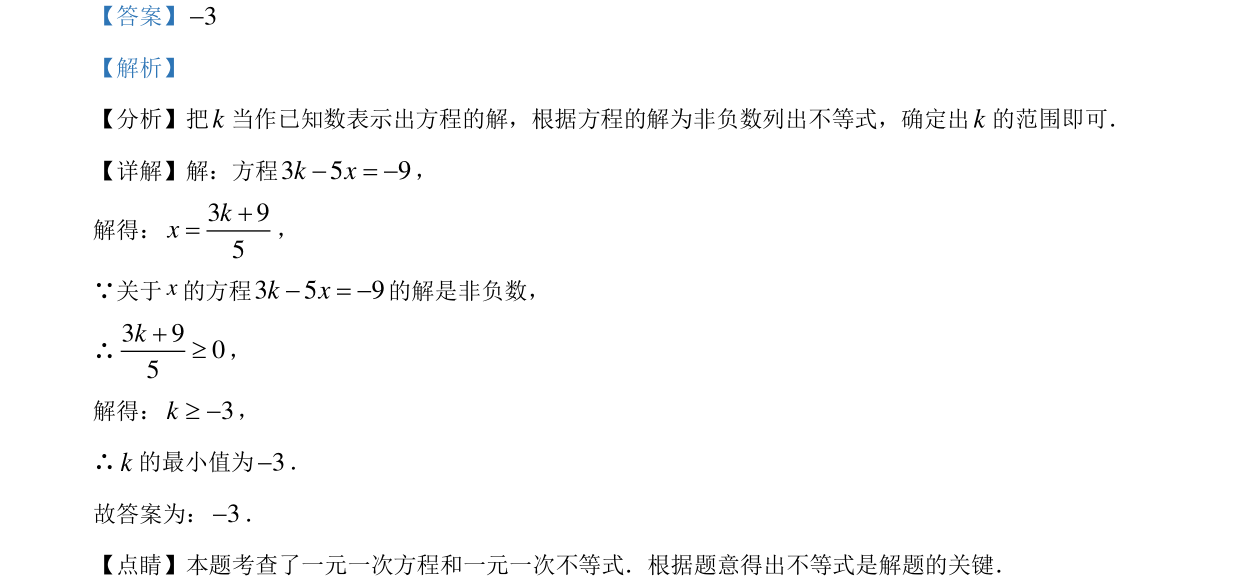 【答案】−3
【解析】
【分析】把k当作已知数表示出方程的解，根据方程的解为非负数列出不等式，确定出k的范围即可．
【详解】解：方程3k−5x=−9，
解得：x=\frac{3k+9}{5}，
∵关于x的方程3k−5x=−9的解是非负数，
∴\frac{3k+9}{5}≥0，
解得：k≥−3，
∴k的最小值为−3．
故答案为：−3．
【点睛】本题考查了一元一次方程和一元一次不等式．根据题意得出不等式是解题的关键．